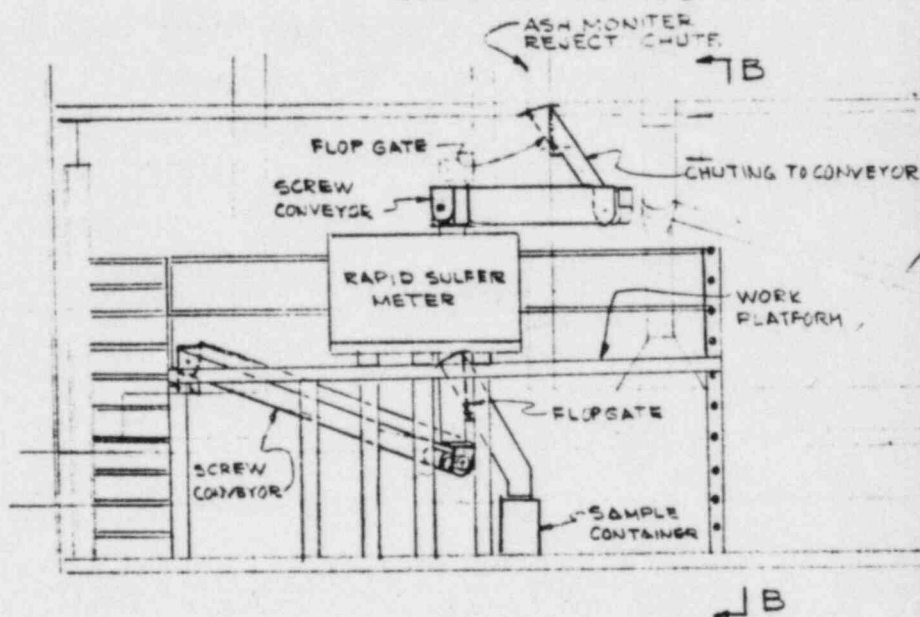 ASH MONITER
REJECT CHUTE
B
FLOP GATE
CHUTING TO CONVEYOR
SCREW
CONVEYOR
RAPID SULFER
METER
WORK
PLATFORM
FLOPGATE
SCREW
CONVEYOR
SAMPLE
CONTAINER
B